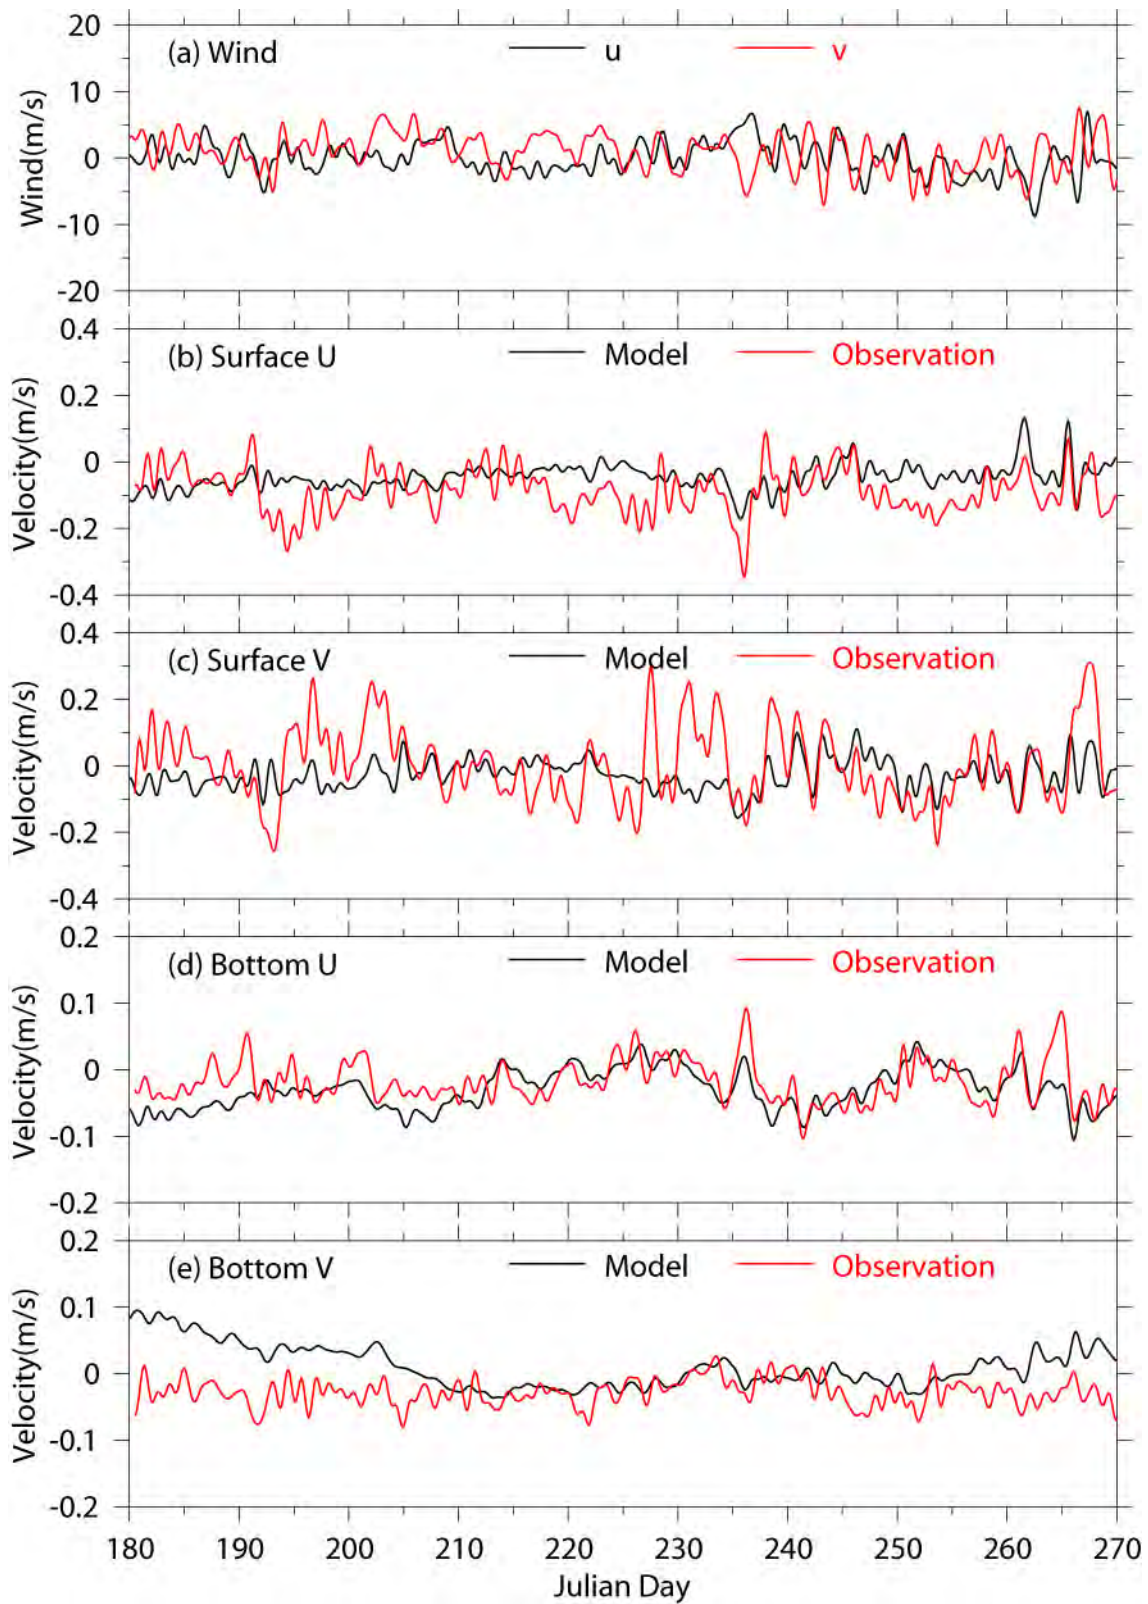 (a) Wind
u
v
Wind(m/s)
20
10
0
-10
-20
(b) Surface U
Model
Observation
Velocity(m/s)
0.4
0.2
0
-0.2
-0.4
(c) Surface V
Model
Observation
Velocity(m/s)
0.4
0.2
0
-0.2
-0.4
(d) Bottom U
Model
Observation
Velocity(m/s)
0.2
0.1
0
-0.1
-0.2
(e) Bottom V
Model
Observation
Velocity(m/s)
0.2
0.1
0
-0.1
-0.2
180 190 200 210 220 230 240 250 260 270
Julian Day